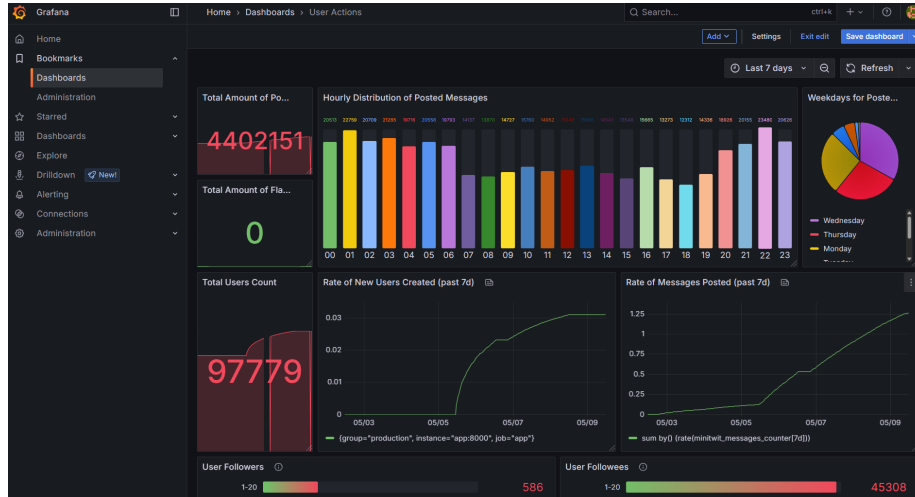 Grafana
Home › Dashboards › User Actions
Search...
ctrl+k
Home
Bookmarks
Dashboards
Administration
Starred
Dashboards
Explore
Drilldown
New!
Alerting
Connections
Administration
Add
Settings
Exit edit
Save dashboard
Last 7 days
Refresh
Total Amount of Po...
4402151
Total Amount of Fla...
0
Hourly Distribution of Posted Messages
00 01 02 03 04 05 06 07 08 09 10 11 12 13 14 15 16 17 18 19 20 21 22 23
Weekdays for Poste...
Wednesday
Thursday
Monday
Total Users Count
97779
Rate of New Users Created (past 7d)
0.03
0.02
0.01
0
05/03 05/05 05/07 05/09
{group="production", instance="app:8000", job="app"}
Rate of Messages Posted (past 7d)
1.25
1
0.75
0.5
0.25
0
05/03 05/05 05/07 05/09
sum by() (rate(minitwit_messages_counter[7d]))
User Followers
1-20
586
User Followees
1-20
45308